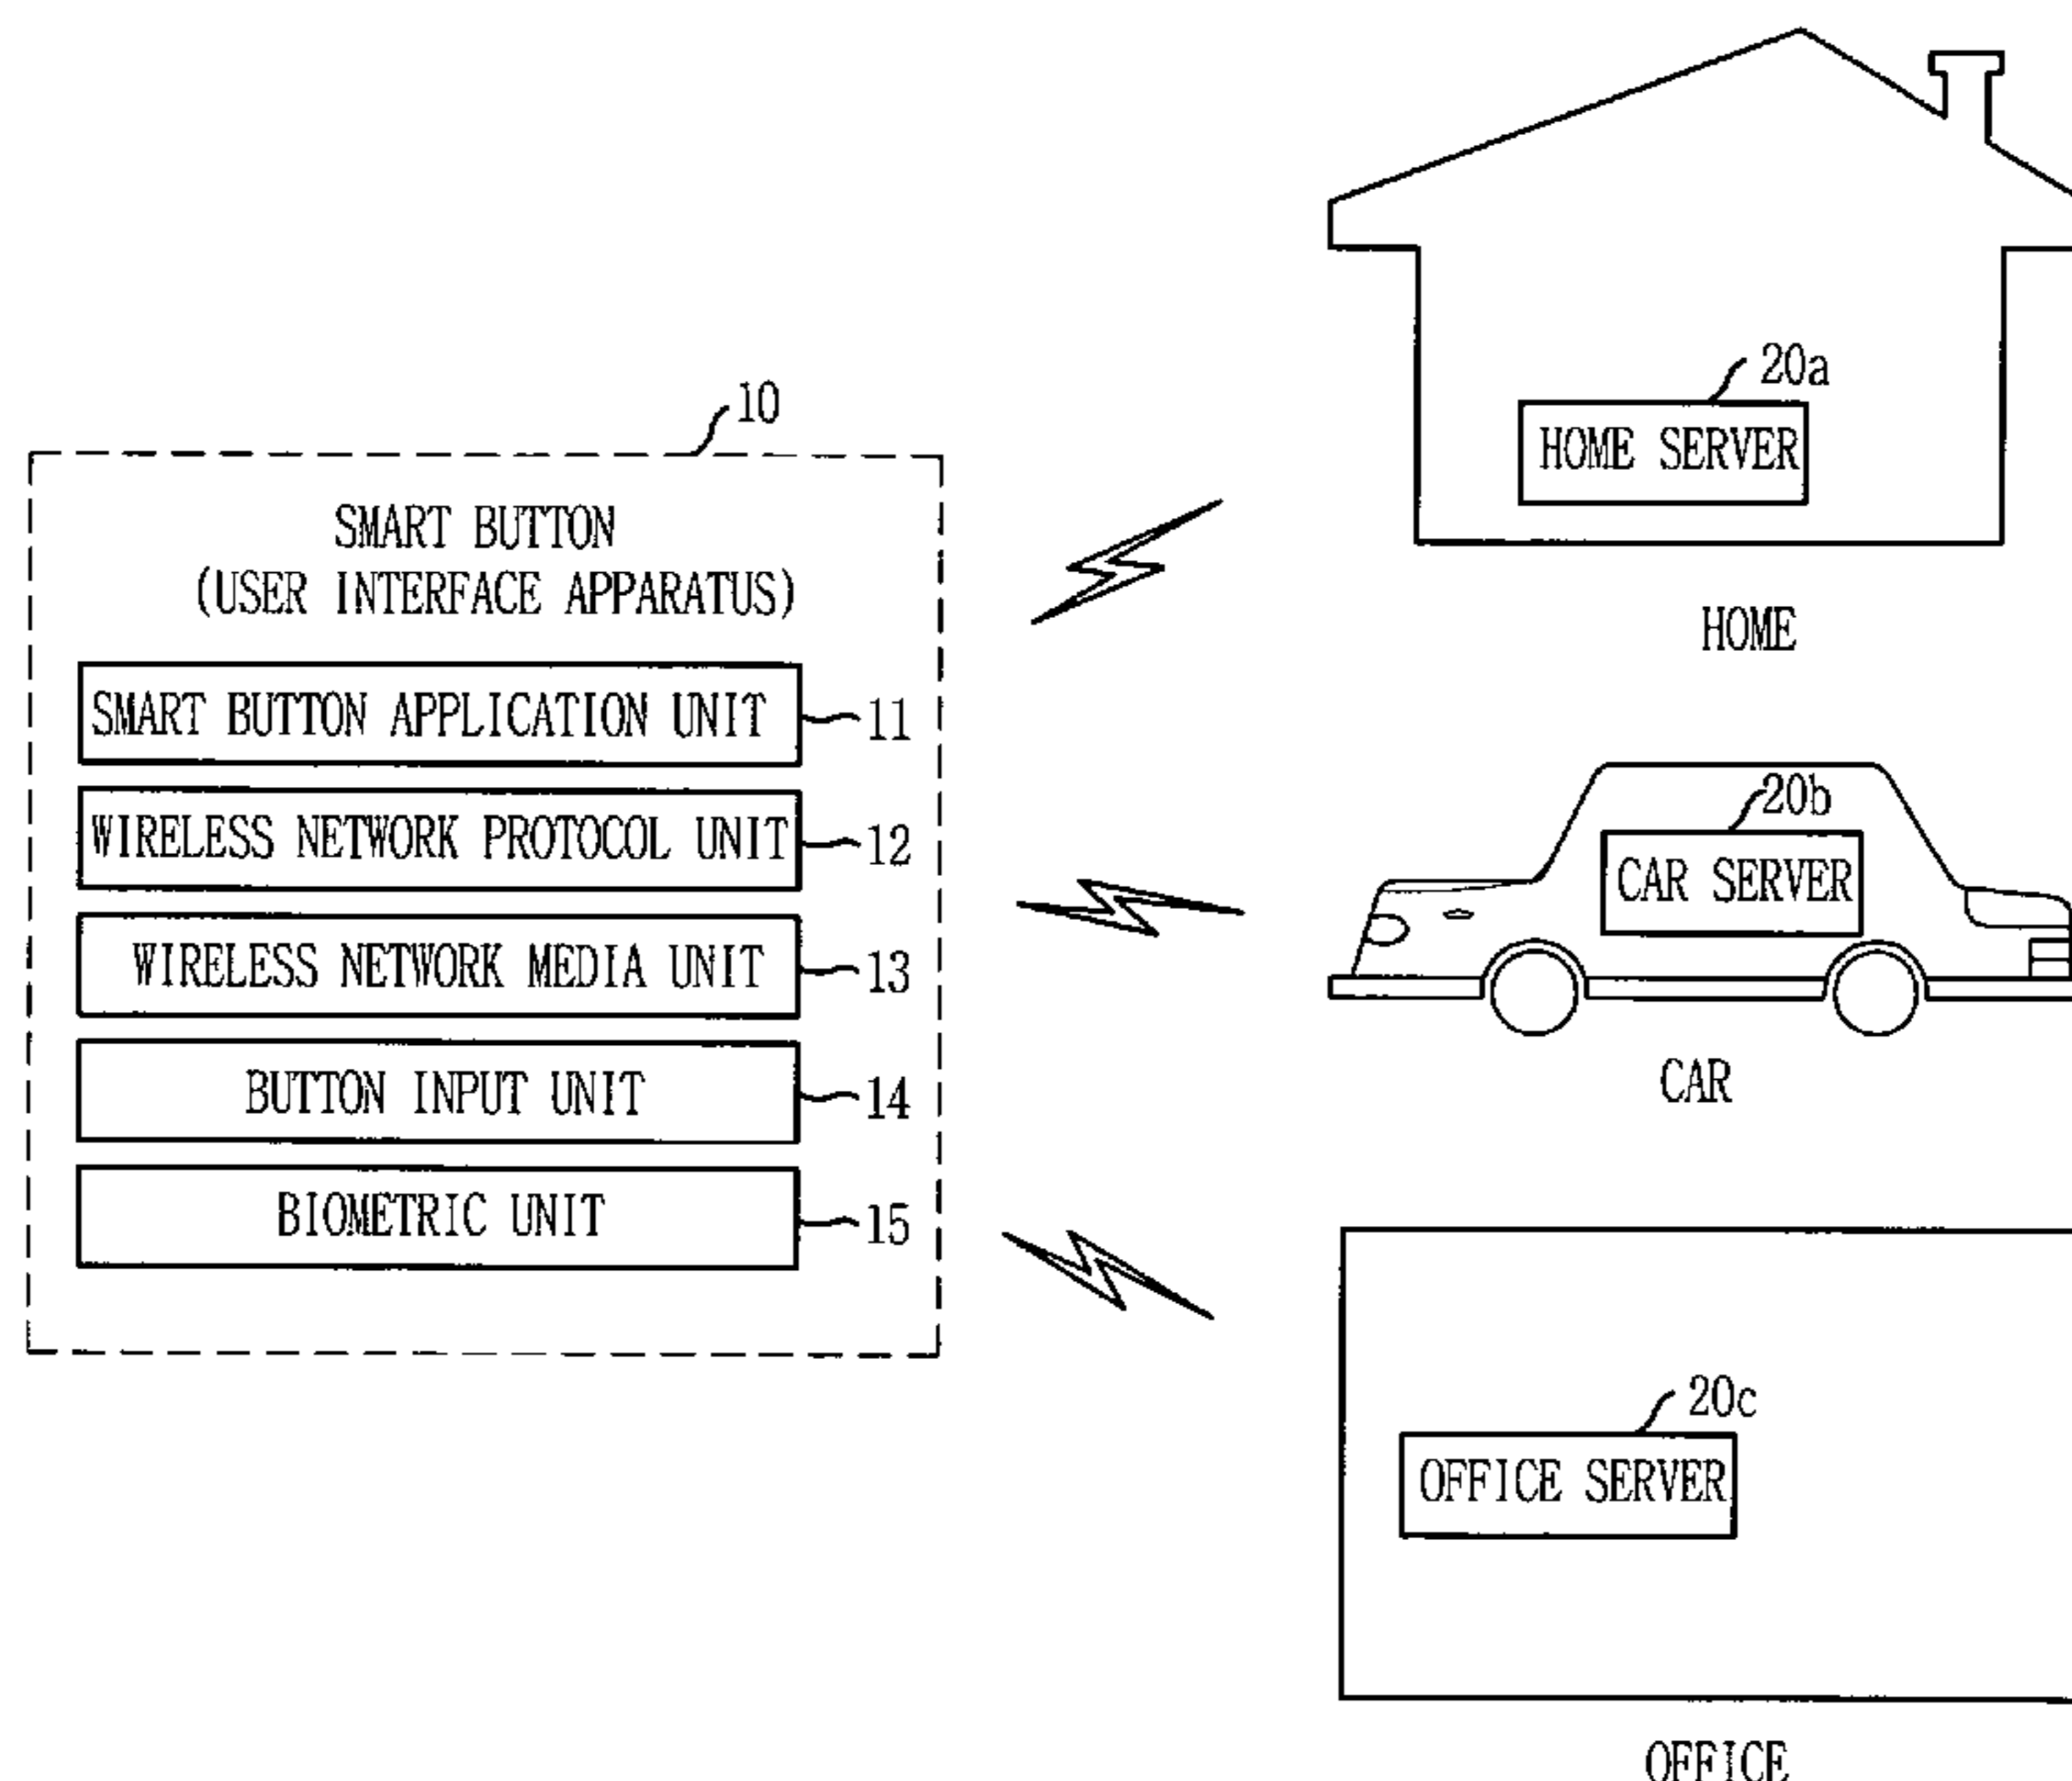 10
SMART BUTTON
(USER INTERFACE APPARATUS)
SMART BUTTON APPLICATION UNIT 11
WIRELESS NETWORK PROTOCOL UNIT 12
WIRELESS NETWORK MEDIA UNIT 13
BUTTON INPUT UNIT 14
BIOMETRIC UNIT 15
20a
HOME SERVER
HOME
20b
CAR SERVER
CAR
20c
OFFICE SERVER
OFFICE